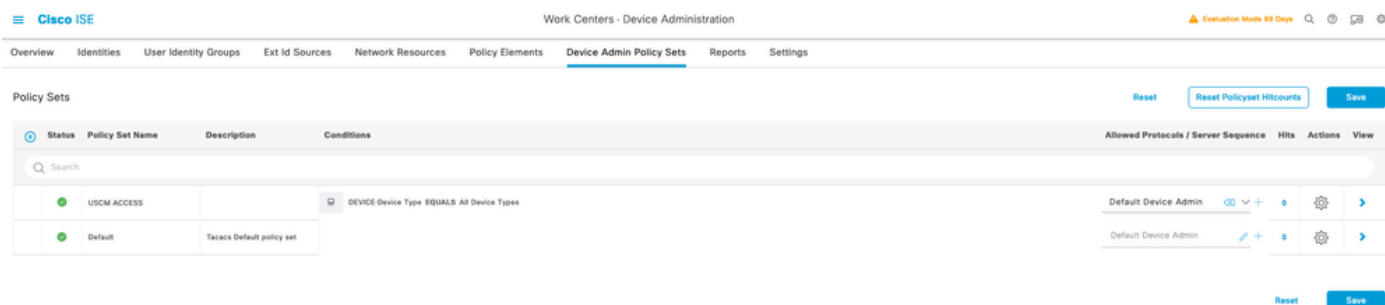 Cisco ISE
Work Centers - Device Administration
Evaluation Mode 89 Days
Overview Identities User Identity Groups Ext Id Sources Network Resources Policy Elements Device Admin Policy Sets Reports Settings
Policy Sets
Reset Reset Policyset Hitcounts Save
Status Policy Set Name Description Conditions Allowed Protocols / Server Sequence Hits Actions View
Search
USCM ACCESS DEVICE-Device Type EQUALS All Device Types Default Device Admin 0
Default Tacacs Default policy set Default Device Admin 0
Reset Save